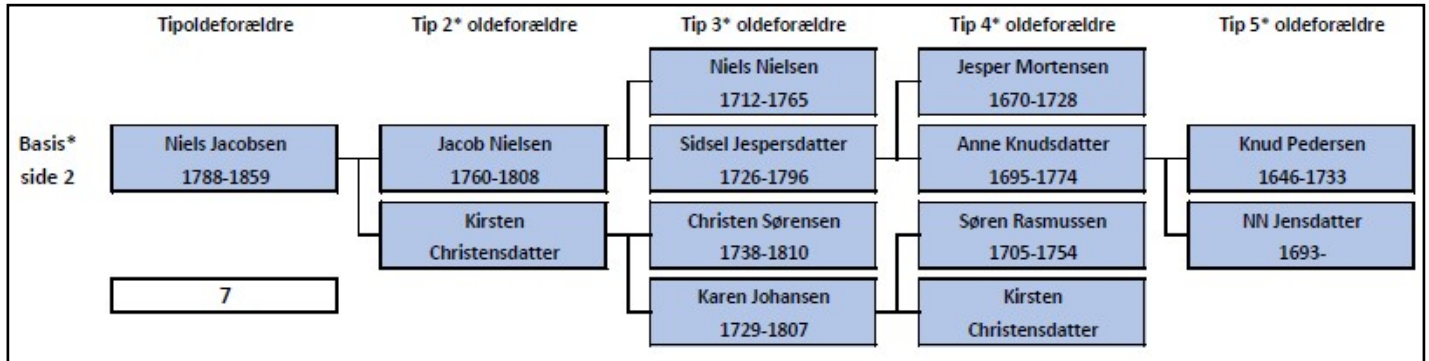 Tipoldeforældre
Tip 2* oldeforældre
Tip 3* oldeforældre
Tip 4* oldeforældre
Tip 5* oldeforældre
Basis*
side 2
Niels Jacobsen
1788-1859
7
Jacob Nielsen
1760-1808
Kirsten
Christensdatter
Niels Nielsen
1712-1765
Sidsel Jespersdatter
1726-1796
Christen Sørensen
1738-1810
Karen Johansen
1729-1807
Jesper Mortensen
1670-1728
Anne Knudsdatter
1695-1774
Søren Rasmussen
1705-1754
Kirsten
Christensdatter
Knud Pedersen
1646-1733
NN Jensdatter
1693-